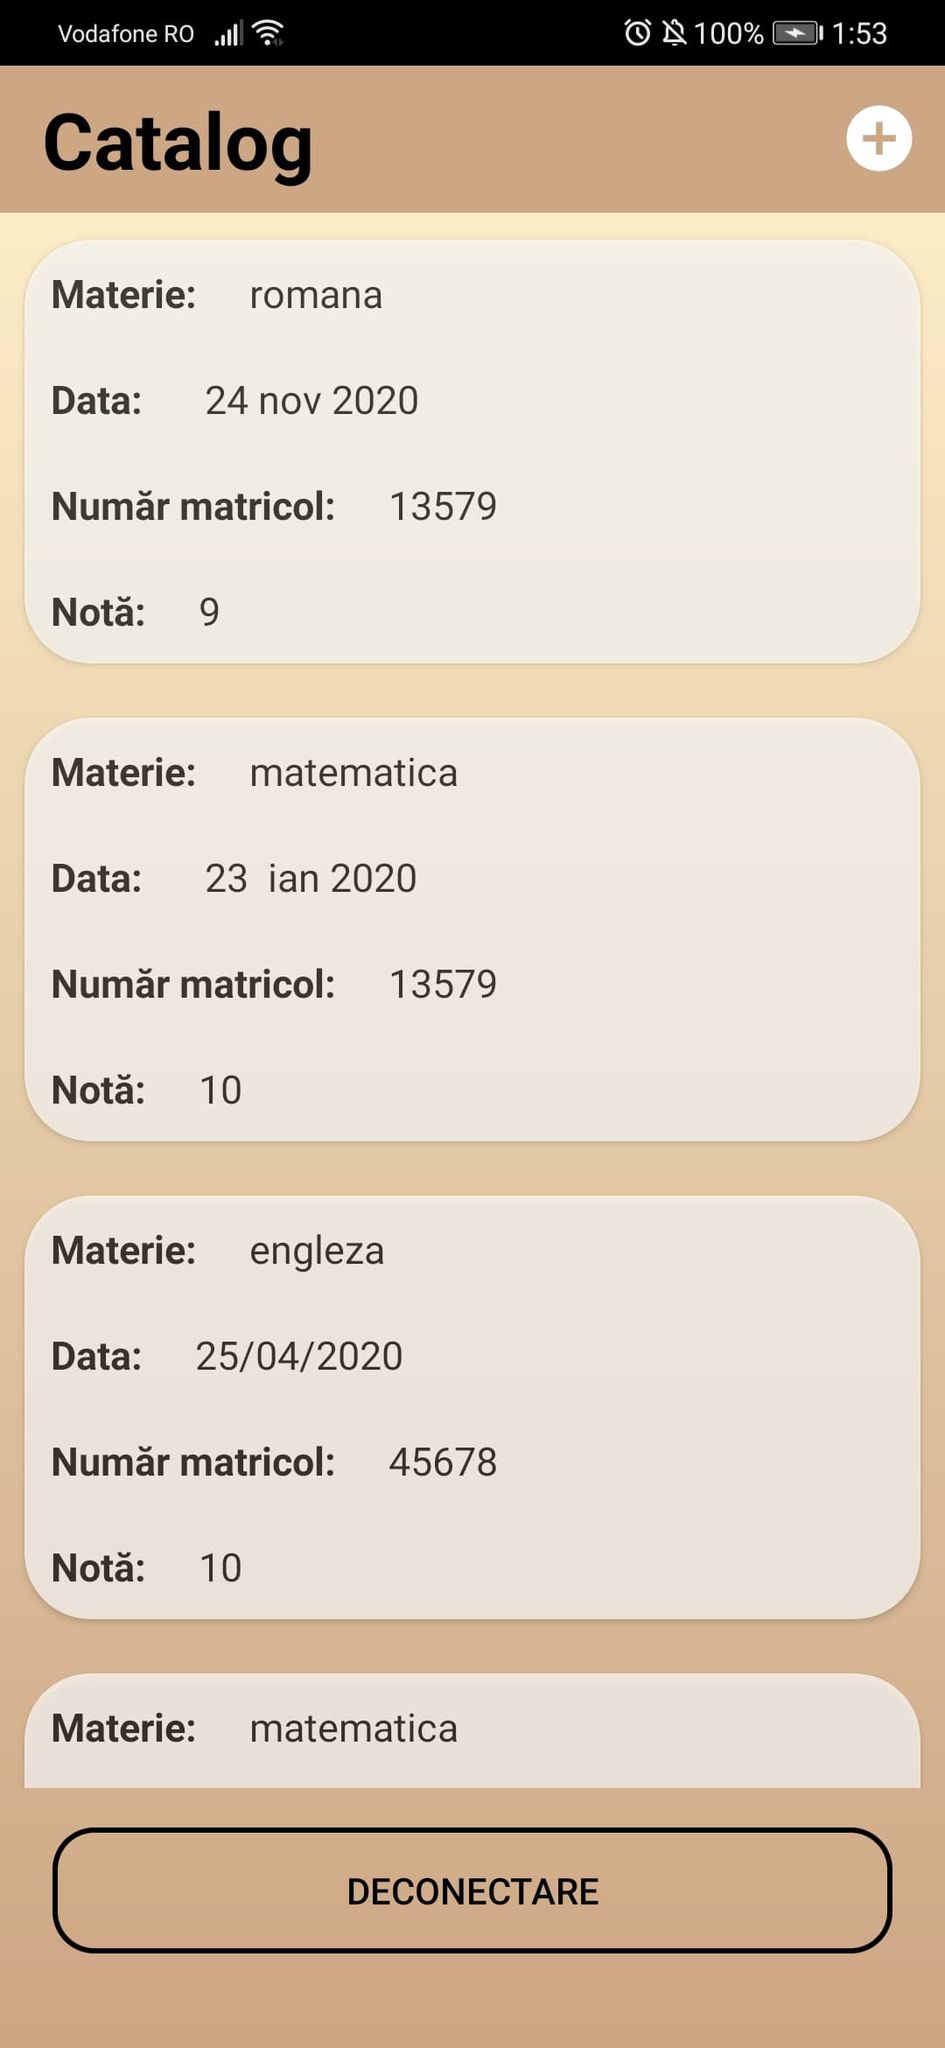 Vodafone RO 100% 1:53
Catalog
Materie: romana
Data: 24 nov 2020
Număr matricol: 13579
Notă: 9
Materie: matematica
Data: 23  ian 2020
Număr matricol: 13579
Notă: 10
Materie: engleza
Data: 25/04/2020
Număr matricol: 45678
Notă: 10
Materie: matematica
DECONECTARE